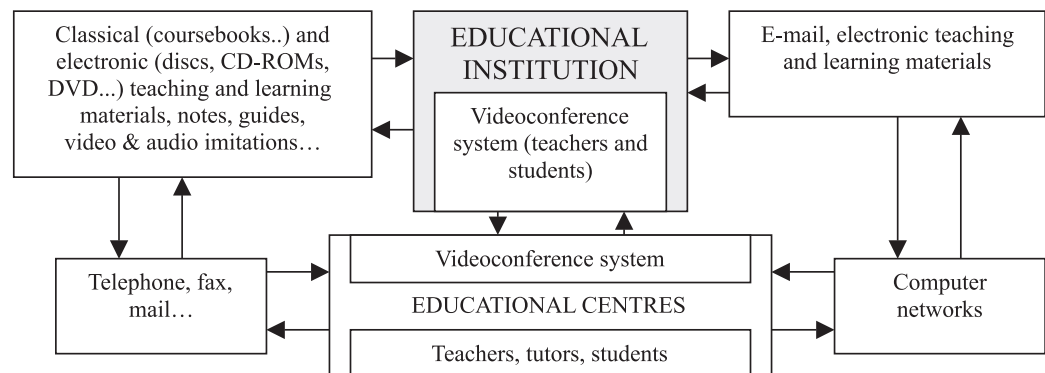 Classical (coursebooks..) and
electronic (discs, CD-ROMs,
DVD...) teaching and learning
materials, notes, guides,
video & audio imitations…
EDUCATIONAL
INSTITUTION
Videoconference
system (teachers and
students)
E-mail, electronic teaching
and learning materials
Telephone, fax,
mail…
Videoconference system
EDUCATIONAL CENTRES
Teachers, tutors, students
Computer
networks